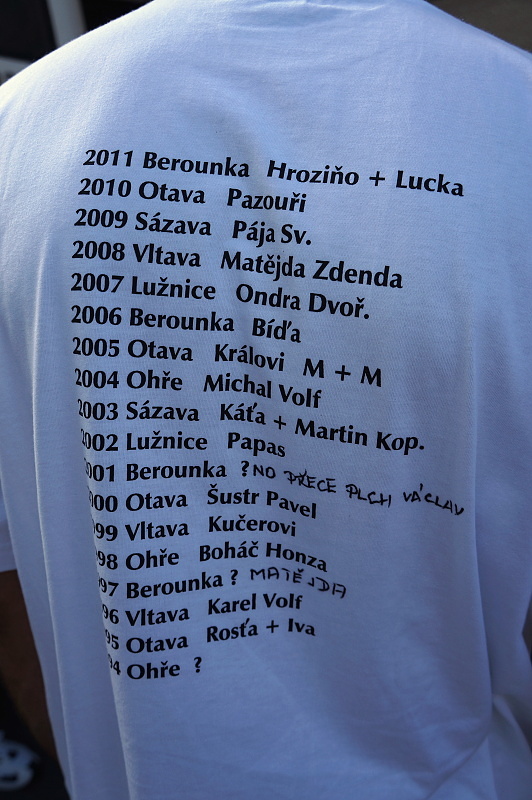 2011 Berounka Hroziňo + Lucka
2010 Otava Pazouři
2009 Sázava Pája Sv.
2008 Vltava Matějda Zdenda
2007 Lužnice Ondra Dvoř.
2006 Berounka Bíďa
2005 Otava Královi M + M
2004 Ohře Michal Volf
2003 Sázava Káťa + Martin Kop.
2002 Lužnice Papas
001 Berounka ? NO PŘECE PLCH VÁCLAV
000 Otava Šustr Pavel
99 Vltava Kučerovi
98 Ohře Boháč Honza
97 Berounka ? MATĚJDA
96 Vltava Karel Volf
95 Otava Rosťa + Iva
94 Ohře ?